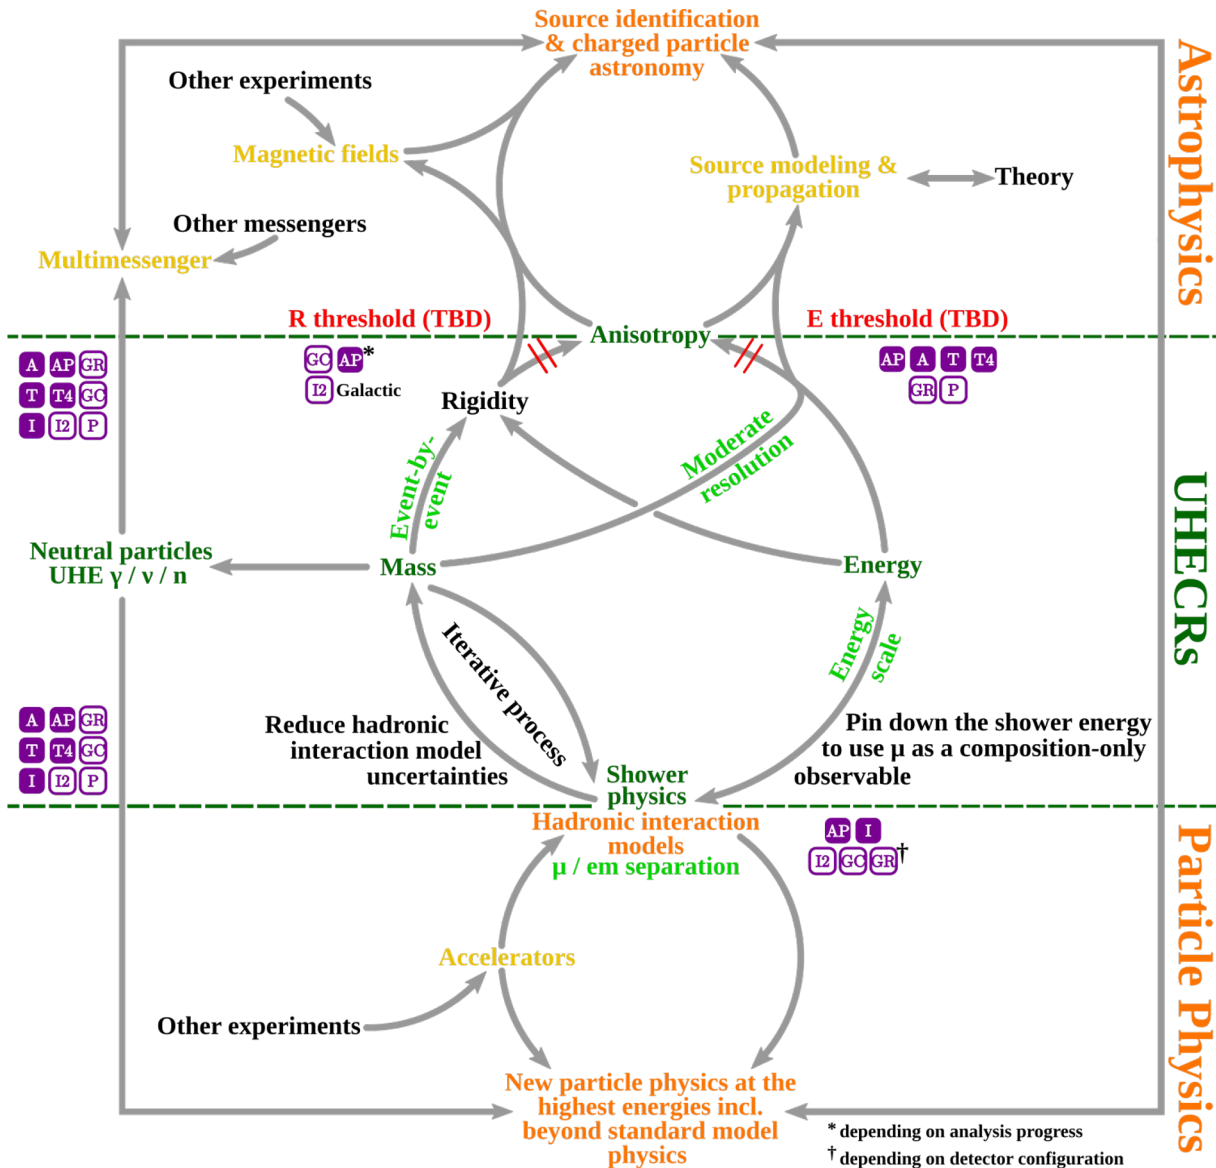 Source identification
& charged particle
astronomy
Other experiments
Magnetic fields
Source modeling &
propagation
Theory
Other messengers
Multimessenger
Astrophysics
R threshold (TBD)
Anisotropy
E threshold (TBD)
A AP GR
T T4 GC
I I2 P
GC AP*
I2 Galactic
AP A T T4
GR P
Rigidity
Event-by-
event
Moderate
resolution
UHECRs
Neutral particles
UHE γ / ν / n
Mass
Energy
Iterative process
Energy
scale
A AP GR
T T4 GC
I I2 P
Reduce hadronic
interaction model
uncertainties
Pin down the shower energy
to use μ as a composition-only
observable
Shower
physics
Hadronic interaction
models
μ / em separation
AP I
I2 GC GR†
Particle Physics
Accelerators
Other experiments
New particle physics at the
highest energies incl.
beyond standard model
physics
* depending on analysis progress
† depending on detector configuration